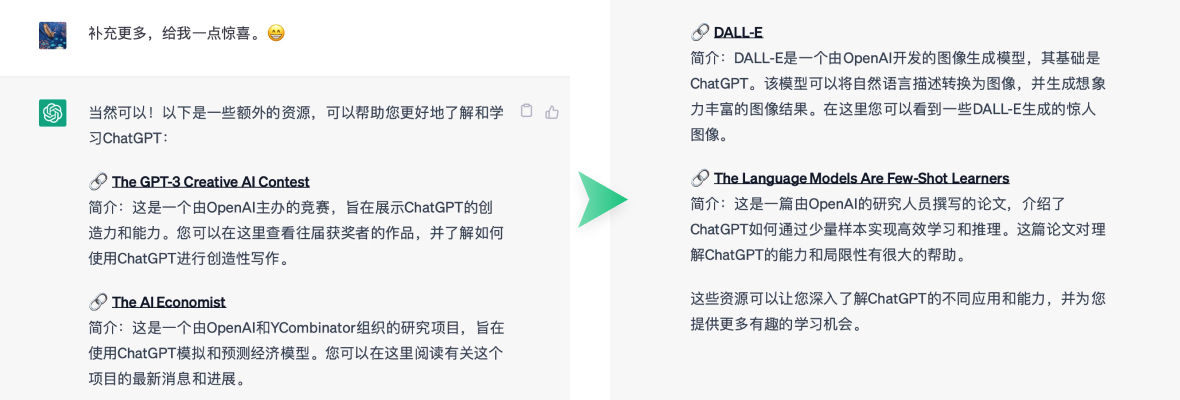 补充更多，给我一点惊喜。😁
当然可以！以下是一些额外的资源，可以帮助您更好地了解和学
习ChatGPT：
🔗 The GPT-3 Creative AI Contest
简介：这是一个由OpenAI主办的竞赛，旨在展示ChatGPT的创
造力和能力。您可以在这里查看往届获奖者的作品，并了解如何
使用ChatGPT进行创造性写作。
🔗 The AI Economist
简介：这是一个由OpenAI和YCombinator组织的研究项目，旨在
使用ChatGPT模拟和预测经济模型。您可以在这里阅读有关这个
项目的最新消息和进展。
🔗 DALL-E
简介：DALL-E是一个由OpenAI开发的图像生成模型，其基础是
ChatGPT。该模型可以将自然语言描述转换为图像，并生成想象
力丰富的图像结果。在这里您可以看到一些DALL-E生成的惊人
图像。
🔗 The Language Models Are Few-Shot Learners
简介：这是一篇由OpenAI的研究人员撰写的论文，介绍了
ChatGPT如何通过少量样本实现高效学习和推理。这篇论文对理
解ChatGPT的能力和局限性有很大的帮助。
这些资源可以让您深入了解ChatGPT的不同应用和能力，并为您
提供更多有趣的学习机会。